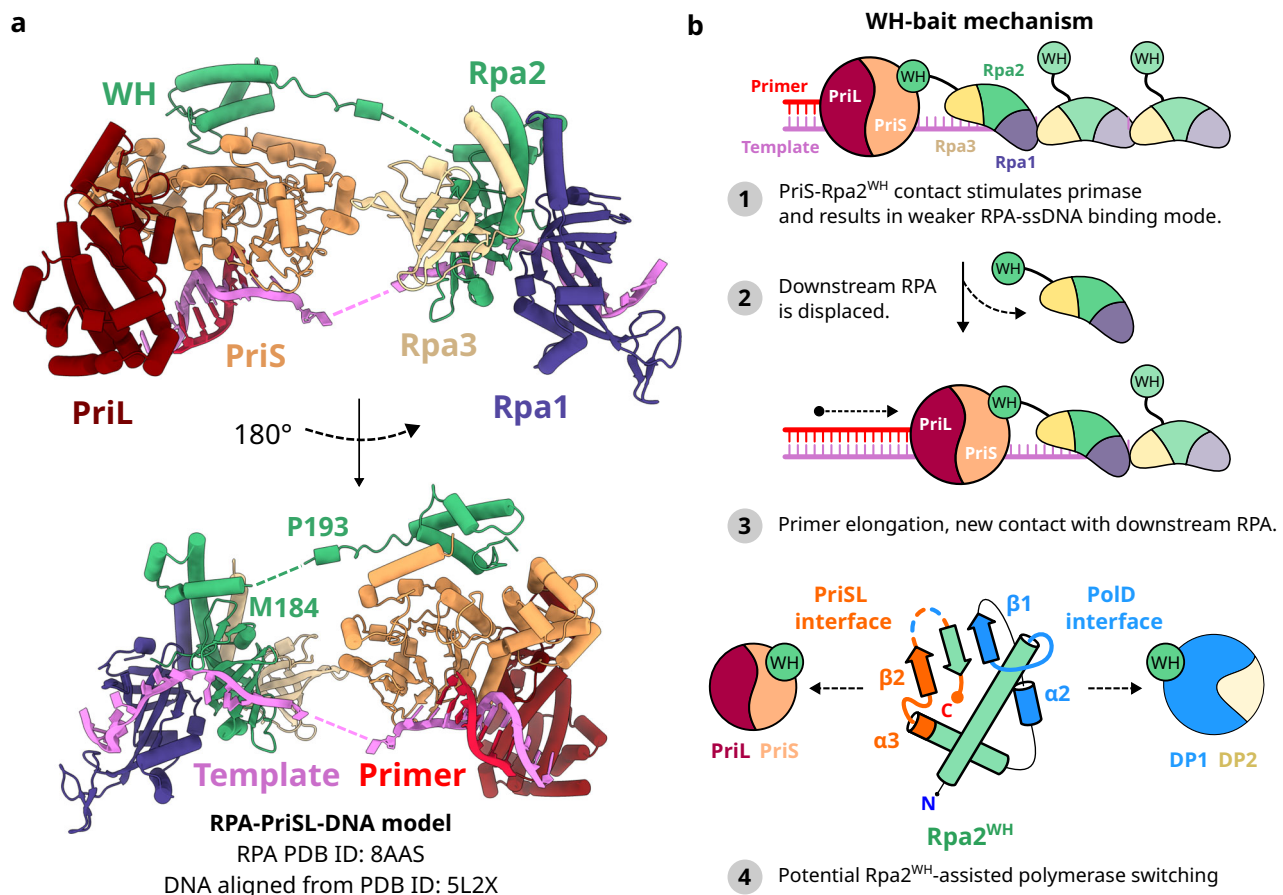 a
WH
Rpa2
PriS
Rpa3
PriL
Rpa1
180°
P193
M184
Template
Primer
RPA-PriSL-DNA model
RPA PDB ID: 8AAS
DNA aligned from PDB ID: 5L2X
b
WH-bait mechanism
WH
WH
WH
Rpa2
Primer
PriL
PriS
Template
Rpa3
Rpa1
1
PriS-Rpa2WH contact stimulates primase
and results in weaker RPA-ssDNA binding mode.
WH
2
Downstream RPA
is displaced.
WH
WH
PriL
PriS
3
Primer elongation, new contact with downstream RPA.
PriSL
interface
β1
PolD
interface
WH
WH
β2
C
α2
α3
PriL PriS
DP1 DP2
N
Rpa2WH
4
Potential Rpa2WH-assisted polymerase switching